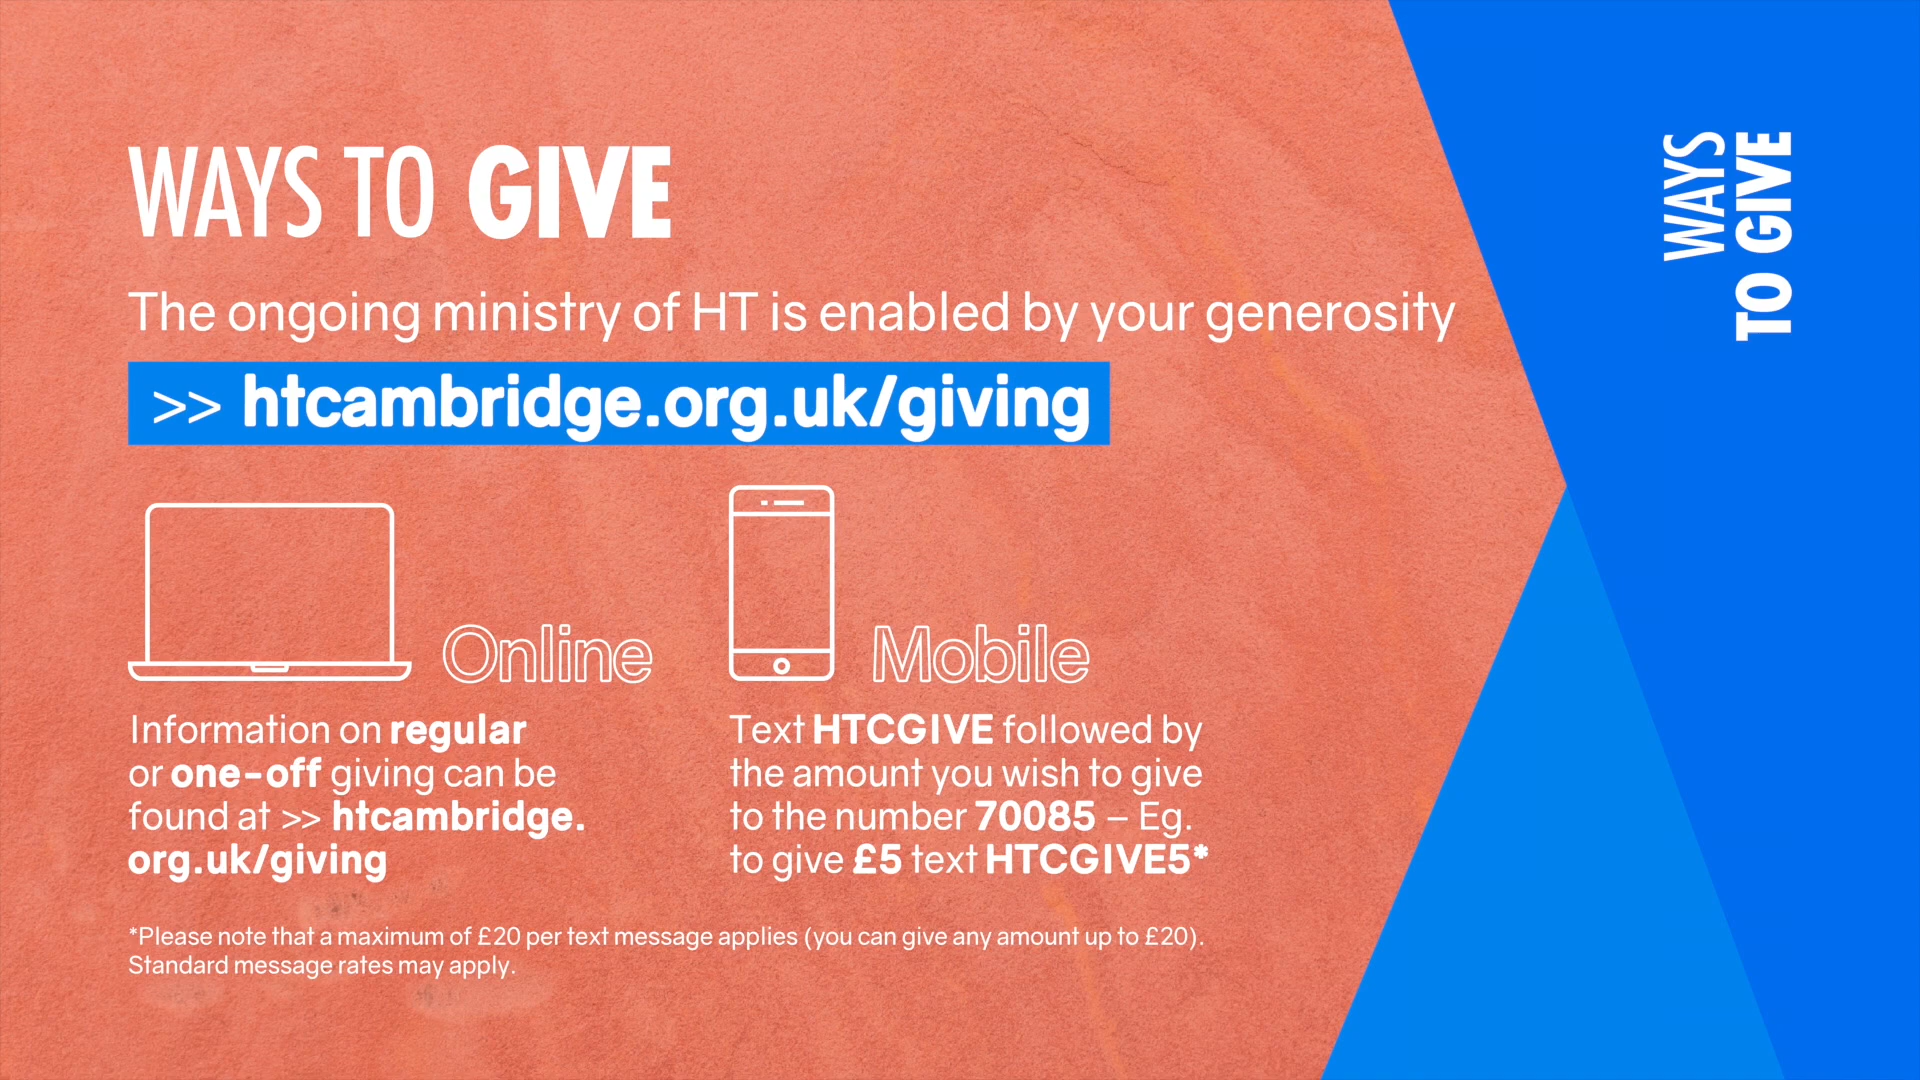 WAYS TO GIVE
The ongoing ministry of HT is enabled by your generosity
>> htcambridge.org.uk/giving
Online
Information on regular
or one-off giving can be
found at >> htcambridge.
org.uk/giving
Mobile
Text HTCGIVE followed by
the amount you wish to give
to the number 70085 – Eg.
to give £5 text HTCGIVE5*
*Please note that a maximum of £20 per text message applies (you can give any amount up to £20).
Standard message rates may apply.
WAYS
TO GIVE